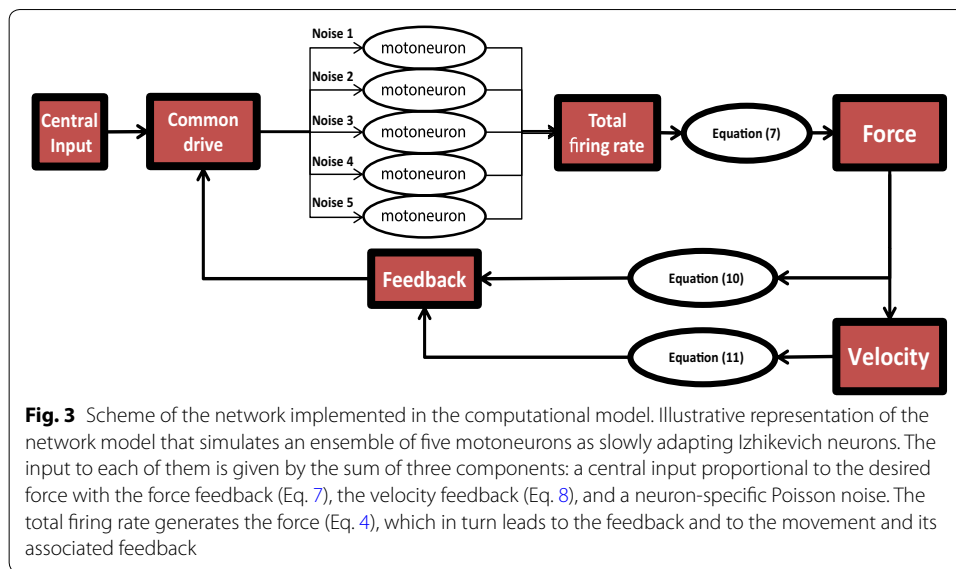 Noise 1
motoneuron
Noise 2
motoneuron
Central
Input
Common
drive
Noise 3
motoneuron
Total
firing rate
Equation (7)
Force
Noise 4
motoneuron
Noise 5
motoneuron
Feedback
Equation (10)
Equation (11)
Velocity
Fig. 3 Scheme of the network implemented in the computational model. Illustrative representation of the
network model that simulates an ensemble of five motoneurons as slowly adapting Izhikevich neurons. The
input to each of them is given by the sum of three components: a central input proportional to the desired
force with the force feedback (Eq. 7), the velocity feedback (Eq. 8), and a neuron-specific Poisson noise. The
total firing rate generates the force (Eq. 4), which in turn leads to the feedback and to the movement and its
associated feedback